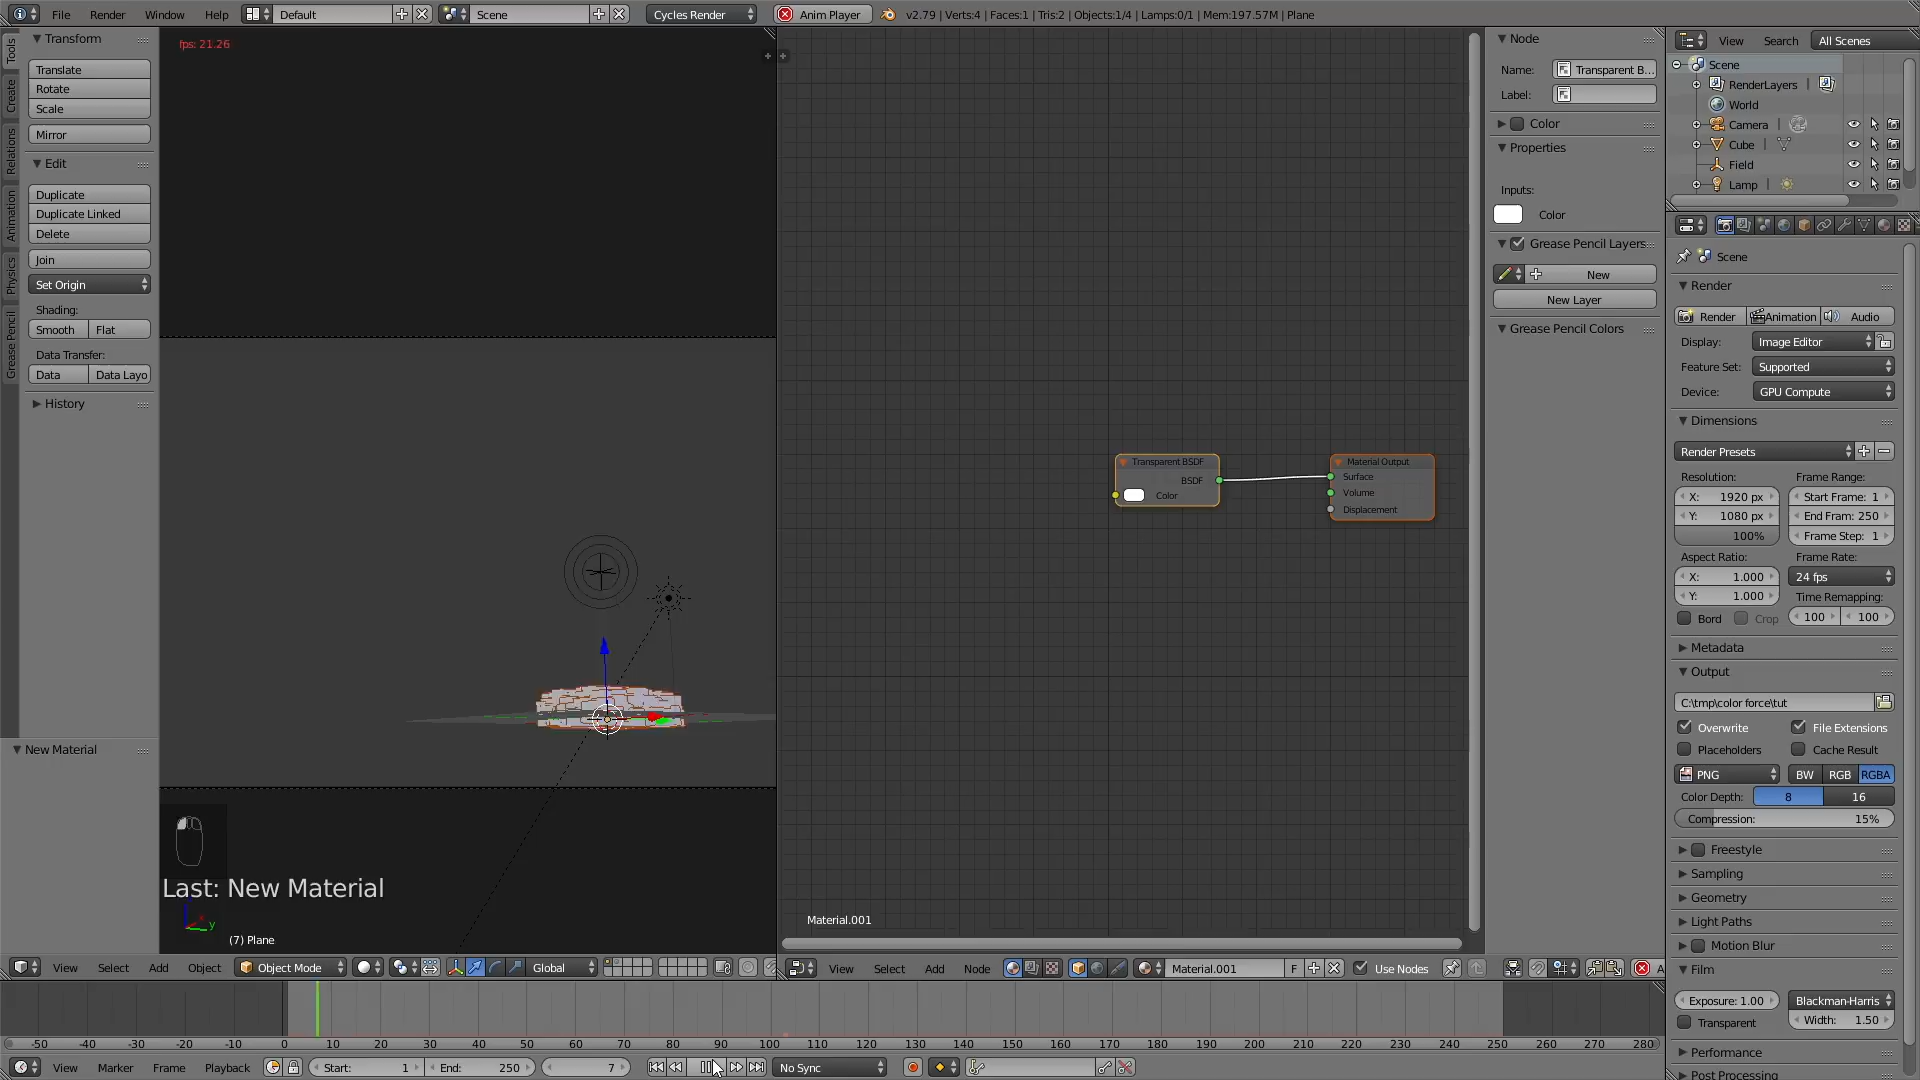 File Render Window Help Default Scene Cycles Render Anim Player v2.79 | Verts:4 | Faces:1 | Tris:2 | Objects:1/4 | Lamps:0/1 | Mem:197.57M | Plane
Tools
Create
Relations
Animation
Physics
Grease Pencil
Transform
Translate
Rotate
Scale
Mirror
Edit
Duplicate
Duplicate Linked
Delete
Join
Set Origin
Shading:
Smooth Flat
Data Transfer:
Data Data Layo
History
New Material
fps: 21.26
Last: New Material
y
(7) Plane
View Select Add Object Object Mode Global
Transparent BSDF
BSDF
Color
Material Output
Surface
Volume
Displacement
Material.001
View Select Add Node Material.001 F Use Nodes A
Node
Name: Transparent B...
Label:
Color
Properties
Inputs:
Color
Grease Pencil Layers...
New
New Layer
Grease Pencil Colors
View Search All Scenes
Scene
RenderLayers |
World
Camera |
Cube |
Field
Lamp |
Scene
Render
Render Animation Audio
Display: Image Editor
Feature Set: Supported
Device: GPU Compute
Dimensions
Render Presets
Resolution: Frame Range:
X: 1920 px Start Frame: 1
Y: 1080 px End Fram: 250
100% Frame Step: 1
Aspect Ratio: Frame Rate:
X: 1.000 24 fps
Y: 1.000 Time Remapping:
Bord Crop 100 100
Metadata
Output
C:\tmp\color force\tut
Overwrite File Extensions
Placeholders Cache Result
PNG BW RGB RGBA
Color Depth: 8 16
Compression: 15%
Freestyle
Sampling
Geometry
Light Paths
Motion Blur
Film
Exposure: 1.00 Blackman-Harris
Transparent Width: 1.50
Performance
Post Processing
-50 -40 -30 -20 -10 0 10 20 30 40 50 60 70 80 90 100 110 120 130 140 150 160 170 180 190 200 210 220 230 240 250 260 270 280
View Marker Frame Playback Start: 1 End: 250 7 No Sync